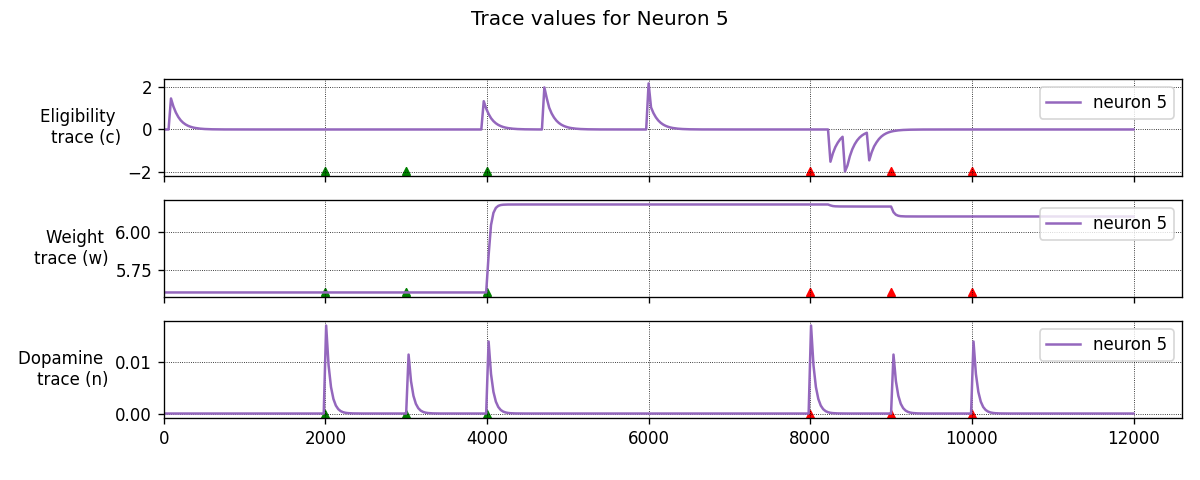 Trace values for Neuron 5
Eligibility
trace (c)
2
0
−2
neuron 5
Weight
trace (w)
6.00
5.75
neuron 5
Dopamine
trace (n)
0.01
0.00
neuron 5
0 2000 4000 6000 8000 10000 12000